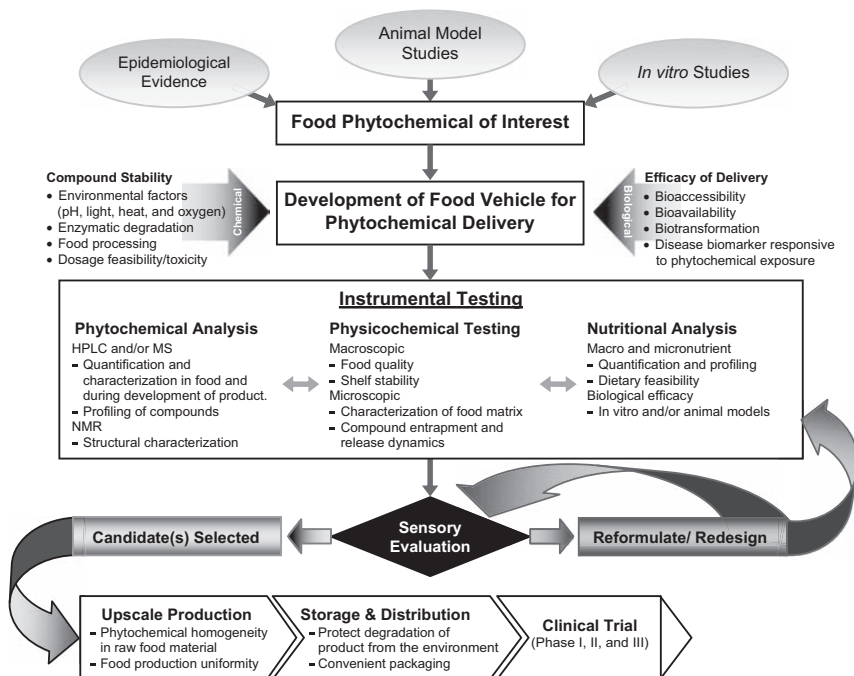 Epidemiological
Evidence
Animal Model
Studies
In vitro Studies
Food Phytochemical of Interest
Compound Stability
• Environmental factors
(pH, light, heat, and oxygen)
• Enzymatic degradation
• Food processing
• Dosage feasibility/toxicity
Chemical
Development of Food Vehicle for
Phytochemical Delivery
Biological
Efficacy of Delivery
• Bioaccessibility
• Bioavailability
• Biotransformation
• Disease biomarker responsive
to phytochemical exposure
Instrumental Testing
Phytochemical Analysis
HPLC and/or MS
– Quantification and
characterization in food and
during development of product.
– Profiling of compounds
NMR
– Structural characterization
Physicochemical Testing
Macroscopic
– Food quality
– Shelf stability
Microscopic
– Characterization of food matrix
– Compound entrapment and
release dynamics
Nutritional Analysis
Macro and micronutrient
– Quantification and profiling
– Dietary feasibility
Biological efficacy
– In vitro and/or animal models
Candidate(s) Selected
Sensory
Evaluation
Reformulate/ Redesign
Upscale Production
– Phytochemical homogeneity
in raw food material
– Food production uniformity
Storage & Distribution
– Protect degradation of
product from the environment
– Convenient packaging
Clinical Trial
(Phase I, II, and III)